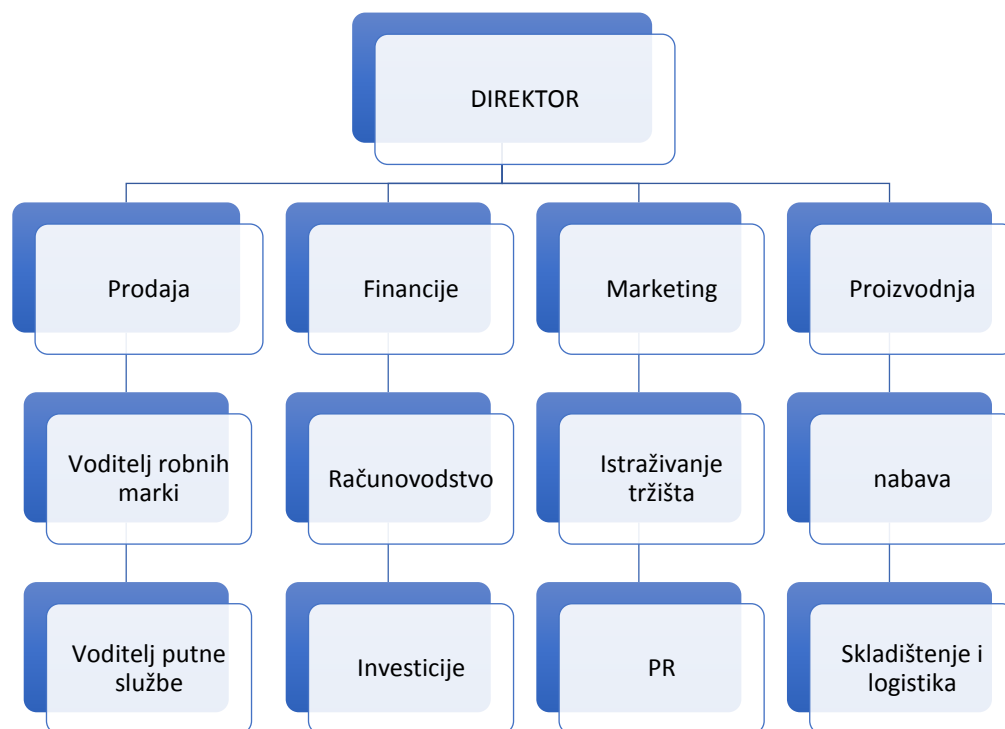 DIREKTOR
Prodaja
Financije
Marketing
Proizvodnja
Voditelj robnih
marki
Računovodstvo
Istraživanje
tržišta
nabava
Voditelj putne
službe
Investicije
PR
Skladištenje i
logistika